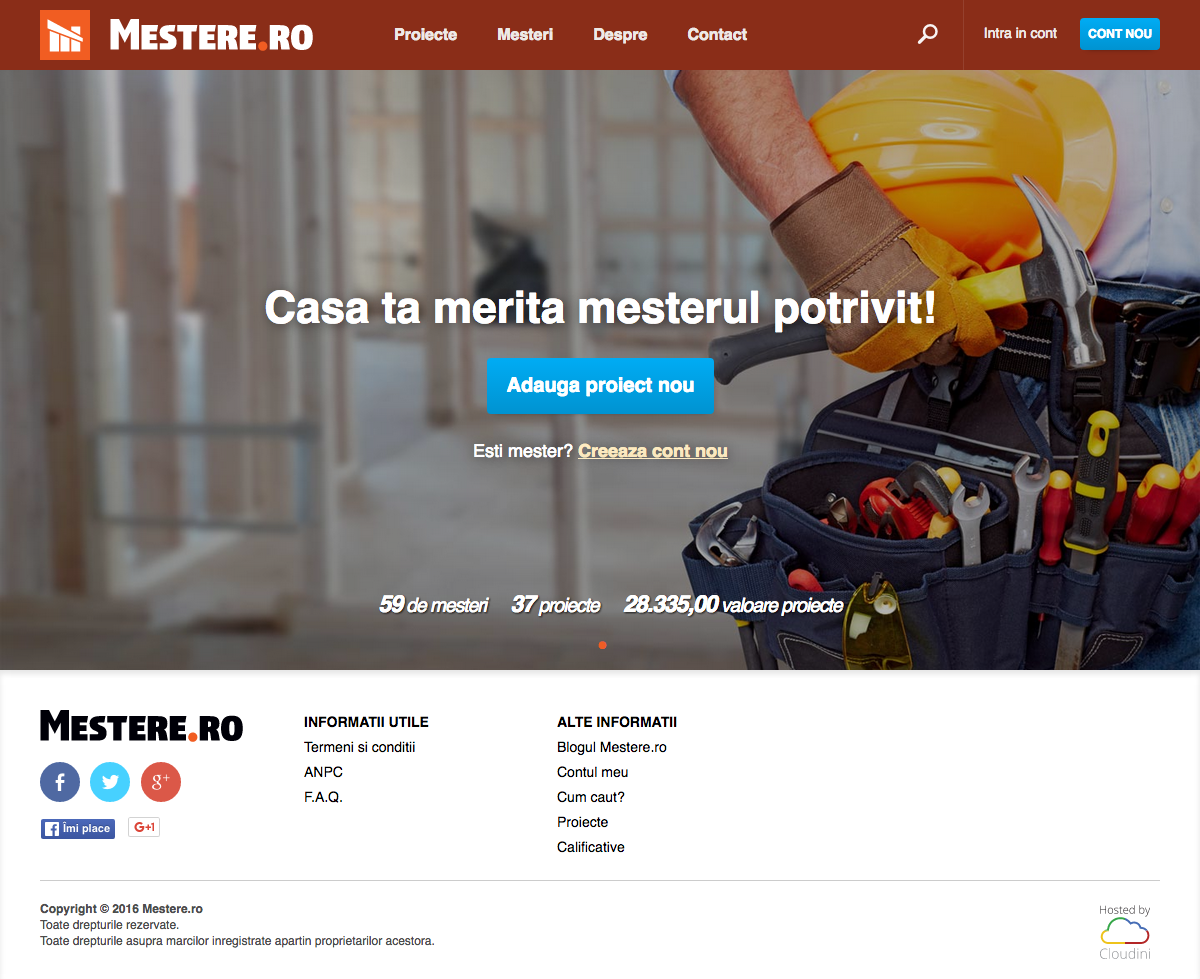 MESTERE.RO
Proiecte Mesteri Despre Contact
Intra in cont CONT NOU
Casa ta merita mesterul potrivit!
Adauga proiect nou
Esti mester? Creeaza cont nou
59 de mesteri 37 proiecte 28.335,00 valoare proiecte
MESTERE.RO
f g+
Îmi place G+1
INFORMATII UTILE
Termeni si conditii
ANPC
F.A.Q.
ALTE INFORMATII
Blogul Mestere.ro
Contul meu
Cum caut?
Proiecte
Calificative
Copyright © 2016 Mestere.ro
Toate drepturile rezervate.
Toate drepturile asupra marcilor inregistrate apartin proprietarilor acestora.
Hosted by
Cloudini